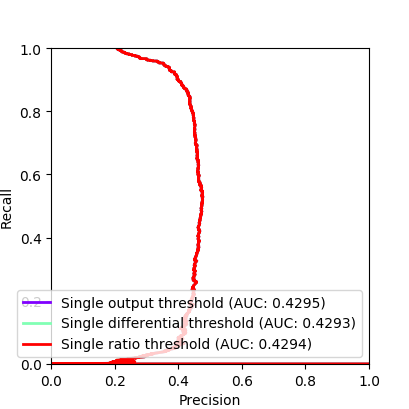 1.0
0.8
0.6
0.4
0.2
0.0
Recall
Single output threshold (AUC: 0.4295)
Single differential threshold (AUC: 0.4293)
Single ratio threshold (AUC: 0.4294)
0.0 0.2 0.4 0.6 0.8 1.0
Precision